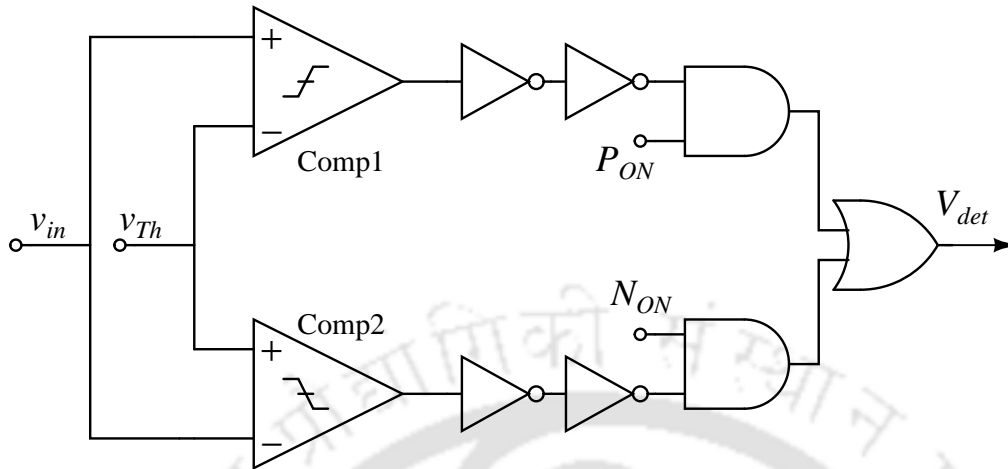 +
−
Comp1
P_ON
v_in
v_Th
V_det
N_ON
Comp2
+
−